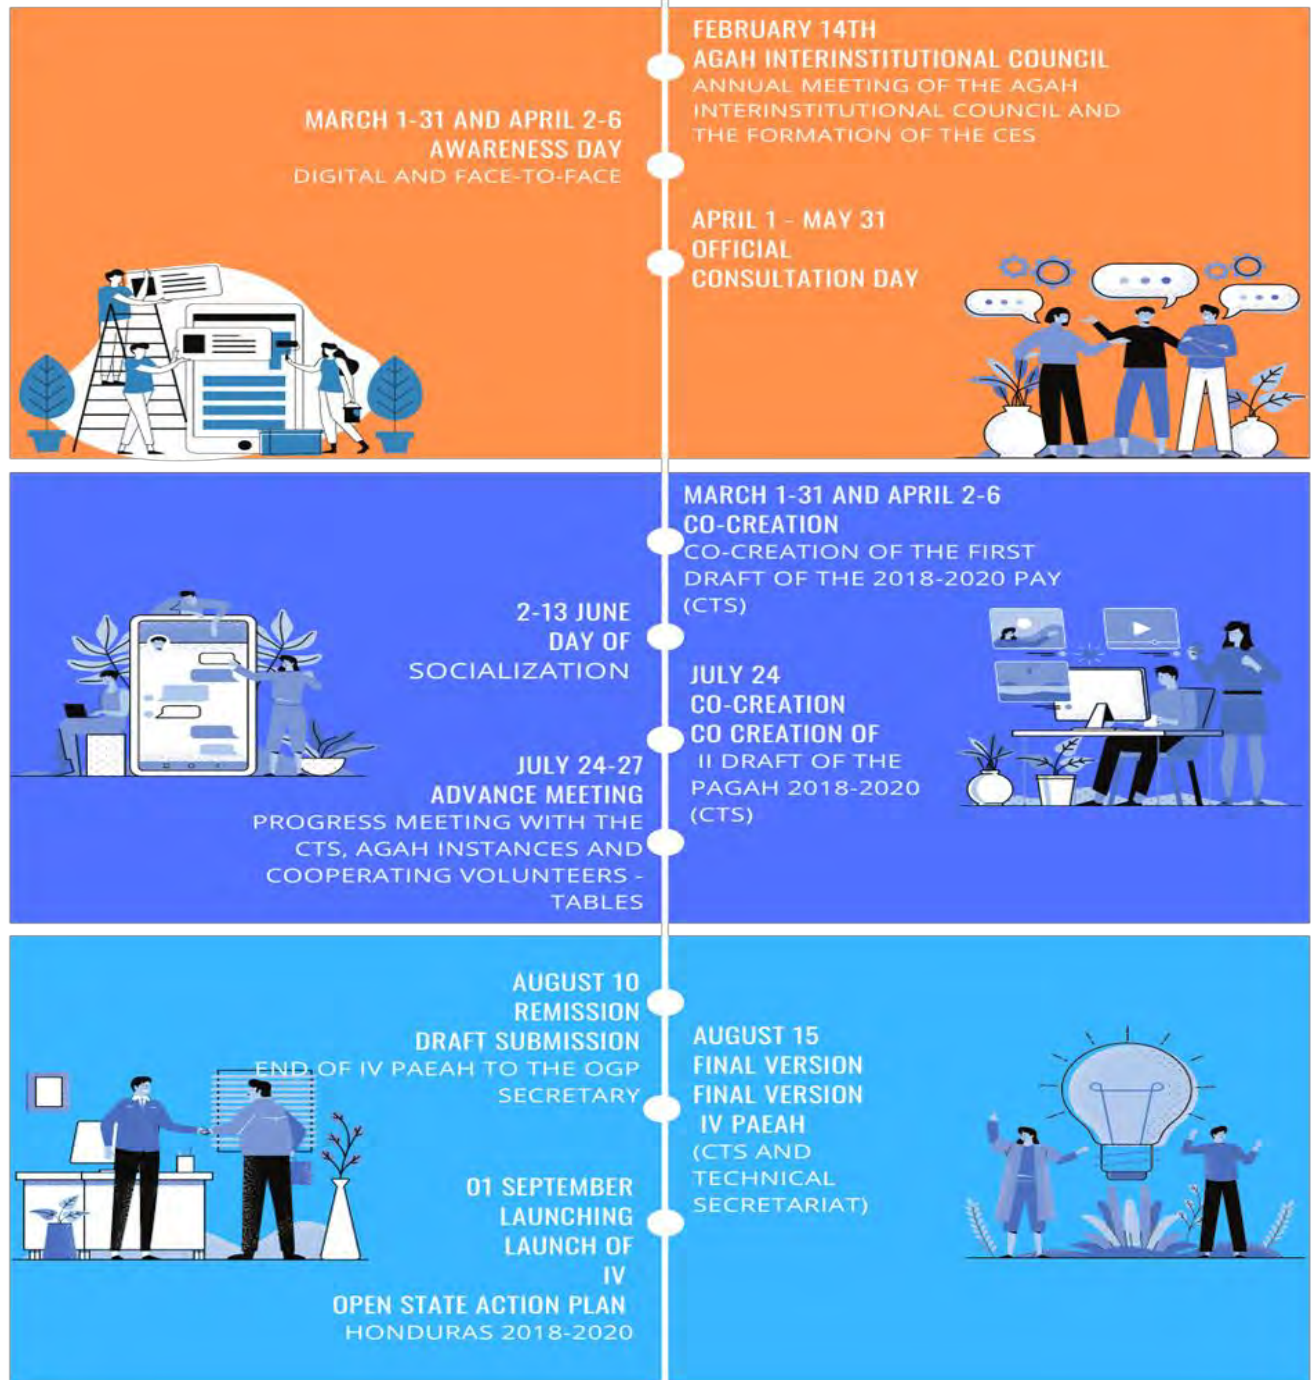 FEBRUARY 14TH
AGAH INTERINSTITUTIONAL COUNCIL
ANNUAL MEETING OF THE AGAH
INTERINSTITUTIONAL COUNCIL AND
THE FORMATION OF THE CES
MARCH 1-31 AND APRIL 2-6
AWARENESS DAY
DIGITAL AND FACE-TO-FACE
APRIL 1 - MAY 31
OFFICIAL
CONSULTATION DAY
MARCH 1-31 AND APRIL 2-6
CO-CREATION
CO-CREATION OF THE FIRST
DRAFT OF THE 2018-2020 PAY
(CTS)
2-13 JUNE
DAY OF
SOCIALIZATION
JULY 24
CO-CREATION
CO CREATION OF
II DRAFT OF THE
PAGAH 2018-2020
(CTS)
JULY 24-27
ADVANCE MEETING
PROGRESS MEETING WITH THE
CTS, AGAH INSTANCES AND
COOPERATING VOLUNTEERS -
TABLES
AUGUST 10
REMISSION
DRAFT SUBMISSION
END OF IV PAEAH TO THE OGP
SECRETARY
AUGUST 15
FINAL VERSION
FINAL VERSION
IV PAEAH
(CTS AND
TECHNICAL
SECRETARIAT)
01 SEPTEMBER
LAUNCHING
LAUNCH OF
IV
OPEN STATE ACTION PLAN
HONDURAS 2018-2020